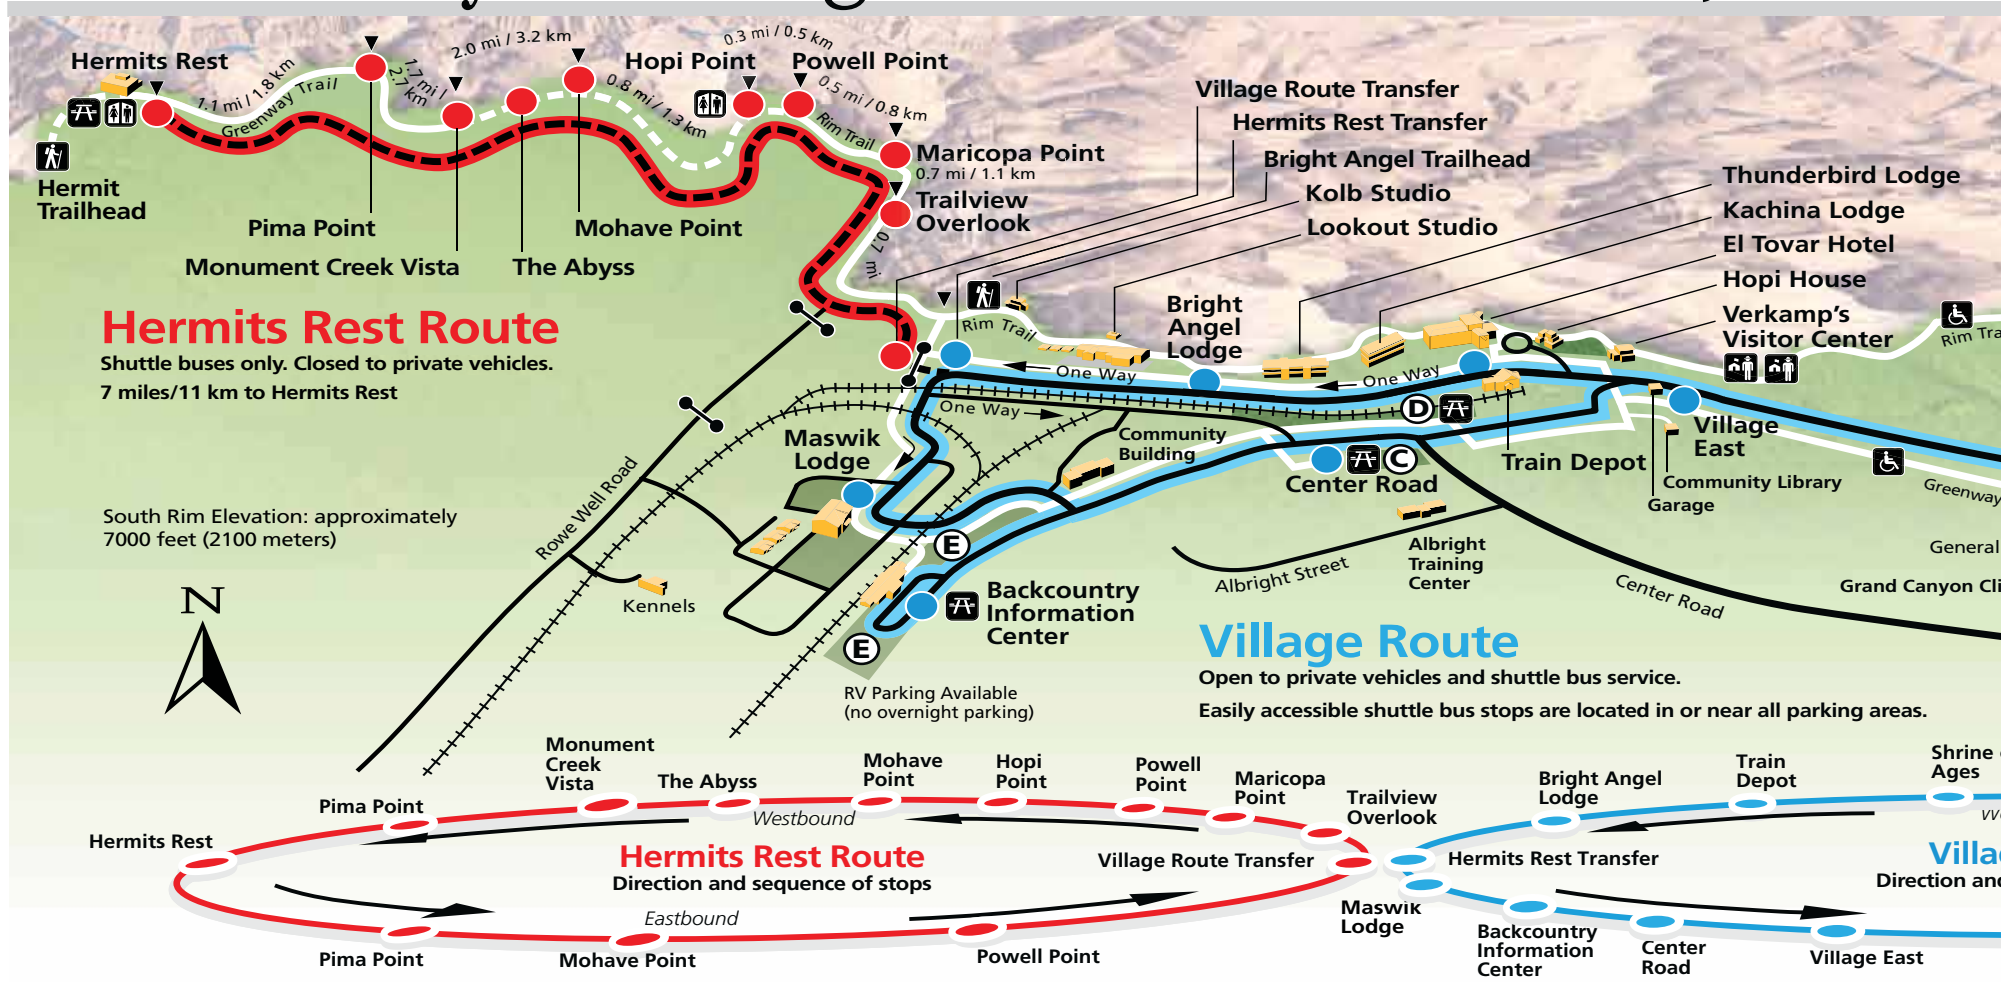 Hermits Rest
1.1 mi / 1.8 km
Greenway Trail
1.7 mi /
2.7 km
2.0 mi / 3.2 km
0.8 mi / 1.3 km
Hopi Point
0.3 mi / 0.5 km
Powell Point
0.5 mi / 0.8 km
Rim Trail
Maricopa Point
0.7 mi / 1.1 km
Trailview
Overlook
0.7 mi
Hermit
Trailhead
Pima Point
Mohave Point
Monument Creek Vista
The Abyss
Village Route Transfer
Hermits Rest Transfer
Bright Angel Trailhead
Kolb Studio
Lookout Studio
Thunderbird Lodge
Kachina Lodge
El Tovar Hotel
Hopi House
Verkamp's
Visitor Center
Rim Tra
Hermits Rest Route
Shuttle buses only. Closed to private vehicles.
7 miles/11 km to Hermits Rest
Rim Trail
Bright
Angel
Lodge
One Way
One Way
One Way
D
Maswik
Lodge
Community
Building
C
Center Road
Train Depot
Village
East
Community Library
Garage
Greenway
General
Grand Canyon Cli
South Rim Elevation: approximately
7000 feet (2100 meters)
Rowe Well Road
Kennels
N
E
E
Backcountry
Information
Center
RV Parking Available
(no overnight parking)
Albright Street
Albright
Training
Center
Center Road
Village Route
Open to private vehicles and shuttle bus service.
Easily accessible shuttle bus stops are located in or near all parking areas.
Hermits Rest
Pima Point
Monument
Creek
Vista
The Abyss
Mohave
Point
Hopi
Point
Powell
Point
Maricopa
Point
Trailview
Overlook
Westbound
Hermits Rest Route
Direction and sequence of stops
Village Route Transfer
Eastbound
Pima Point
Mohave Point
Powell Point
Hermits Rest Transfer
Bright Angel
Lodge
Train
Depot
Shrine
Ages
Villa
Direction and
Maswik
Lodge
Backcountry
Information
Center
Center
Road
Village East